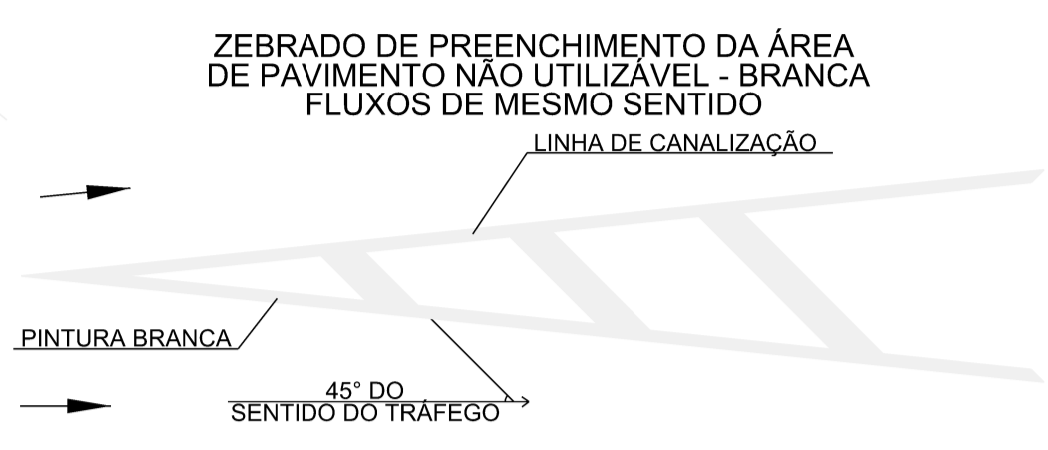 ZEBRADO DE PREENCHIMENTO DA ÁREA
DE PAVIMENTO NÃO UTILIZÁVEL - BRANCA
FLUXOS DE MESMO SENTIDO
LINHA DE CANALIZAÇÃO
PINTURA BRANCA
45° DO
SENTIDO DO TRÁFEGO